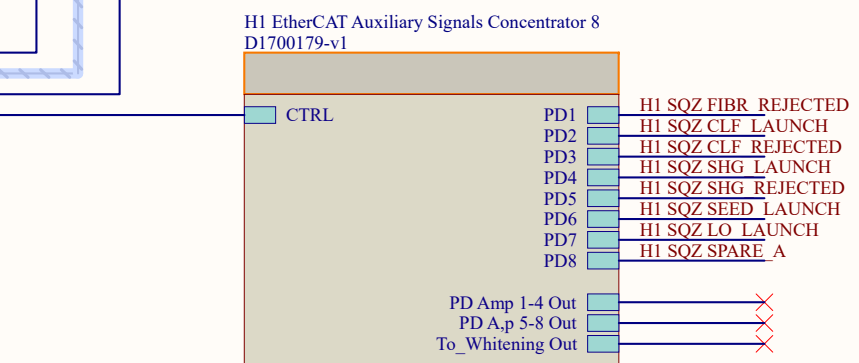 H1 EtherCAT Auxiliary Signals Concentrator 8
D1700179-v1
CTRL
PD1 H1 SQZ FIBR_REJECTED
PD2 H1 SQZ CLF_LAUNCH
PD3 H1 SQZ CLF_REJECTED
PD4 H1 SQZ SHG_LAUNCH
PD5 H1 SQZ SHG_REJECTED
PD6 H1 SQZ SEED_LAUNCH
PD7 H1 SQZ LO_LAUNCH
PD8 H1 SQZ SPARE_A
PD Amp 1-4 Out
PD A,p 5-8 Out
To_Whitening Out